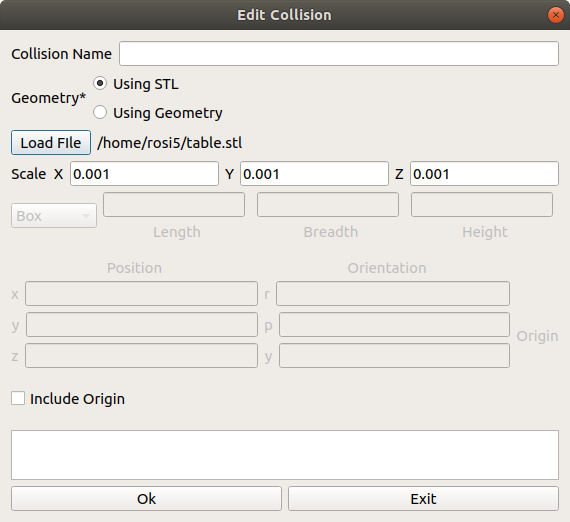 Edit Collision
Collision Name
Using STL
Geometry*
Using Geometry
Load FIle /home/rosi5/table.stl
Scale X 0.001 Y 0.001 Z 0.001
Box
Length Breadth Height
Position Orientation
x r
y p
Origin
z y
Include Origin
Ok Exit